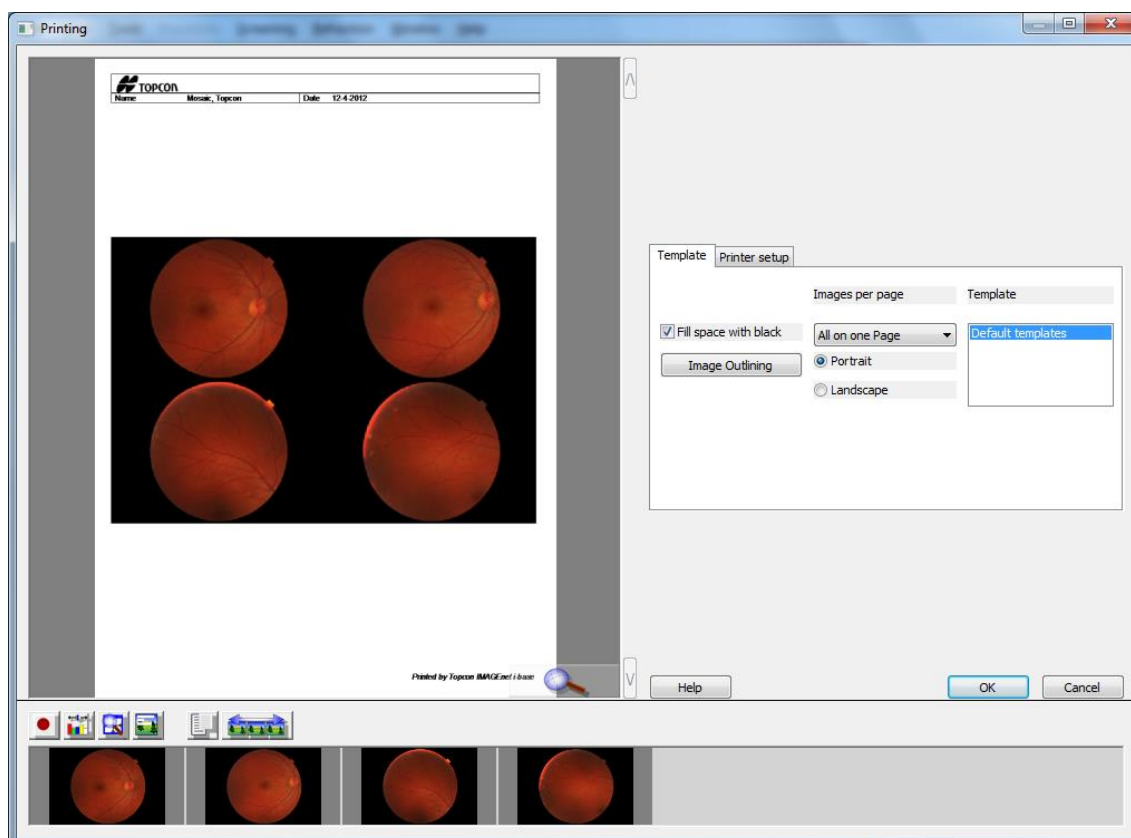 Printing
TOPCON
Name Mosaic, Topcon Date 12-4-2012
Printed by Topcon IMAGEnet i-base
Template Printer setup
Images per page Template
Fill space with black All on one Page Default templates
Image Outlining Portrait
Landscape
Help OK Cancel